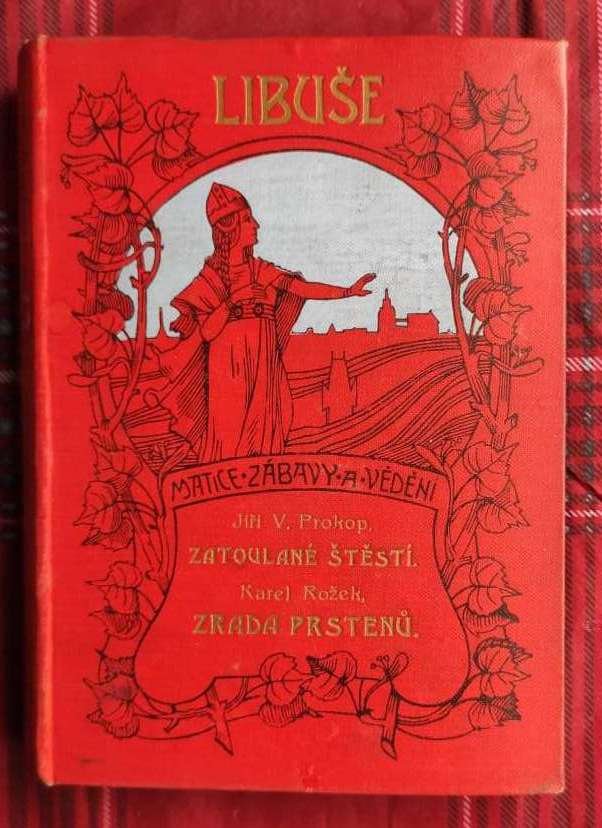 LIBUŠE
MATICE·ZÁBAVY·A·VĚDĚNÍ
Jiří V. Prokop,
ZATOULANÉ ŠTĚSTÍ.
Karel Rožek,
ZRADA PRSTENŮ.